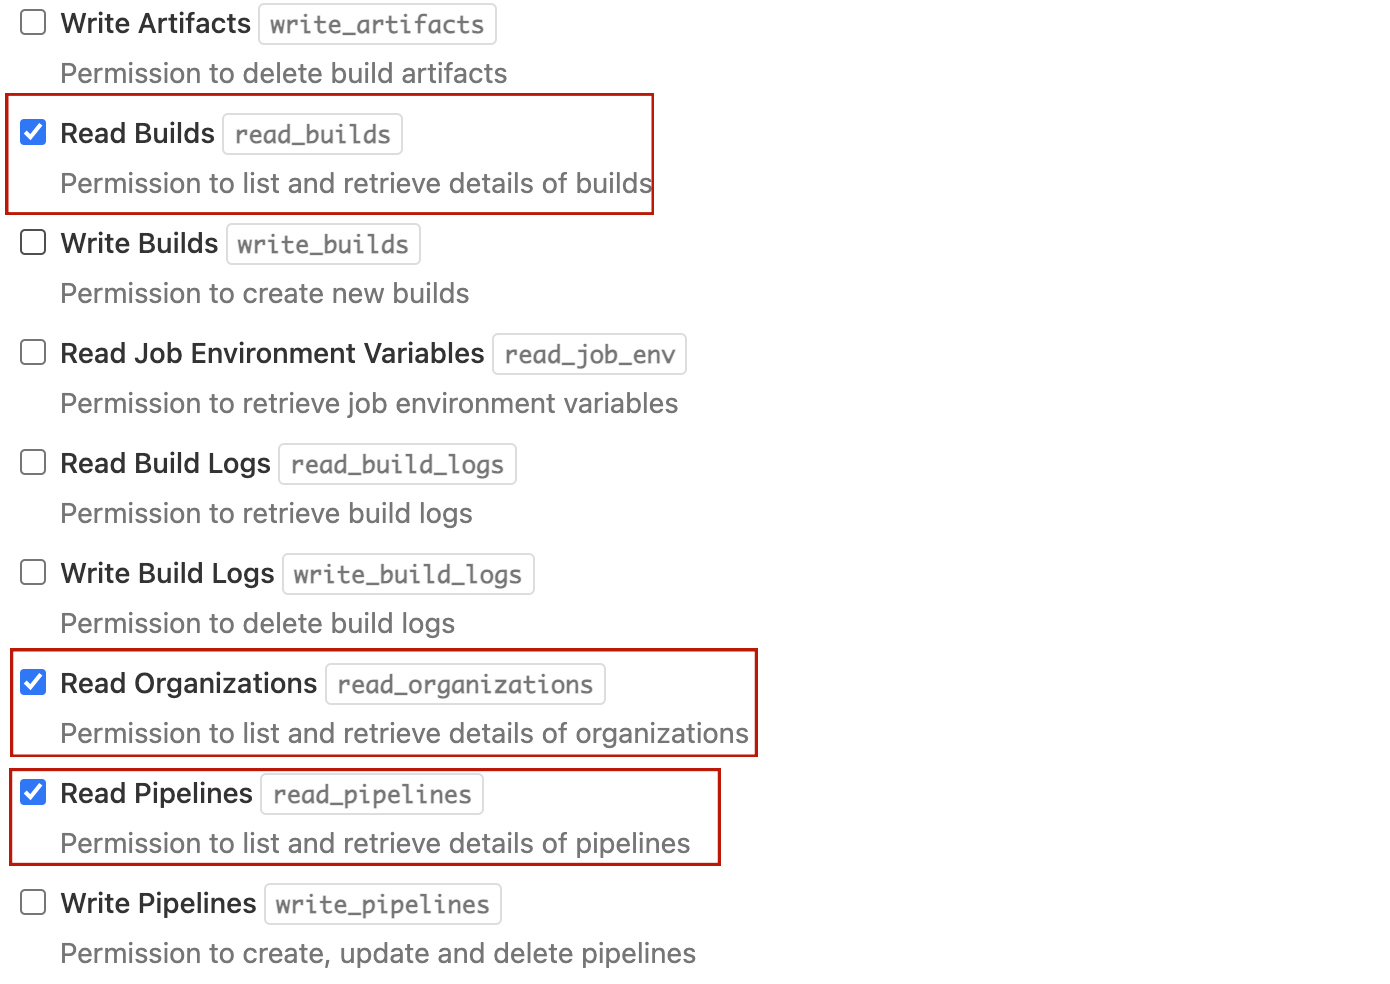 Write Artifacts write_artifacts
Permission to delete build artifacts
Read Builds read_builds
Permission to list and retrieve details of builds
Write Builds write_builds
Permission to create new builds
Read Job Environment Variables read_job_env
Permission to retrieve job environment variables
Read Build Logs read_build_logs
Permission to retrieve build logs
Write Build Logs write_build_logs
Permission to delete build logs
Read Organizations read_organizations
Permission to list and retrieve details of organizations
Read Pipelines read_pipelines
Permission to list and retrieve details of pipelines
Write Pipelines write_pipelines
Permission to create, update and delete pipelines